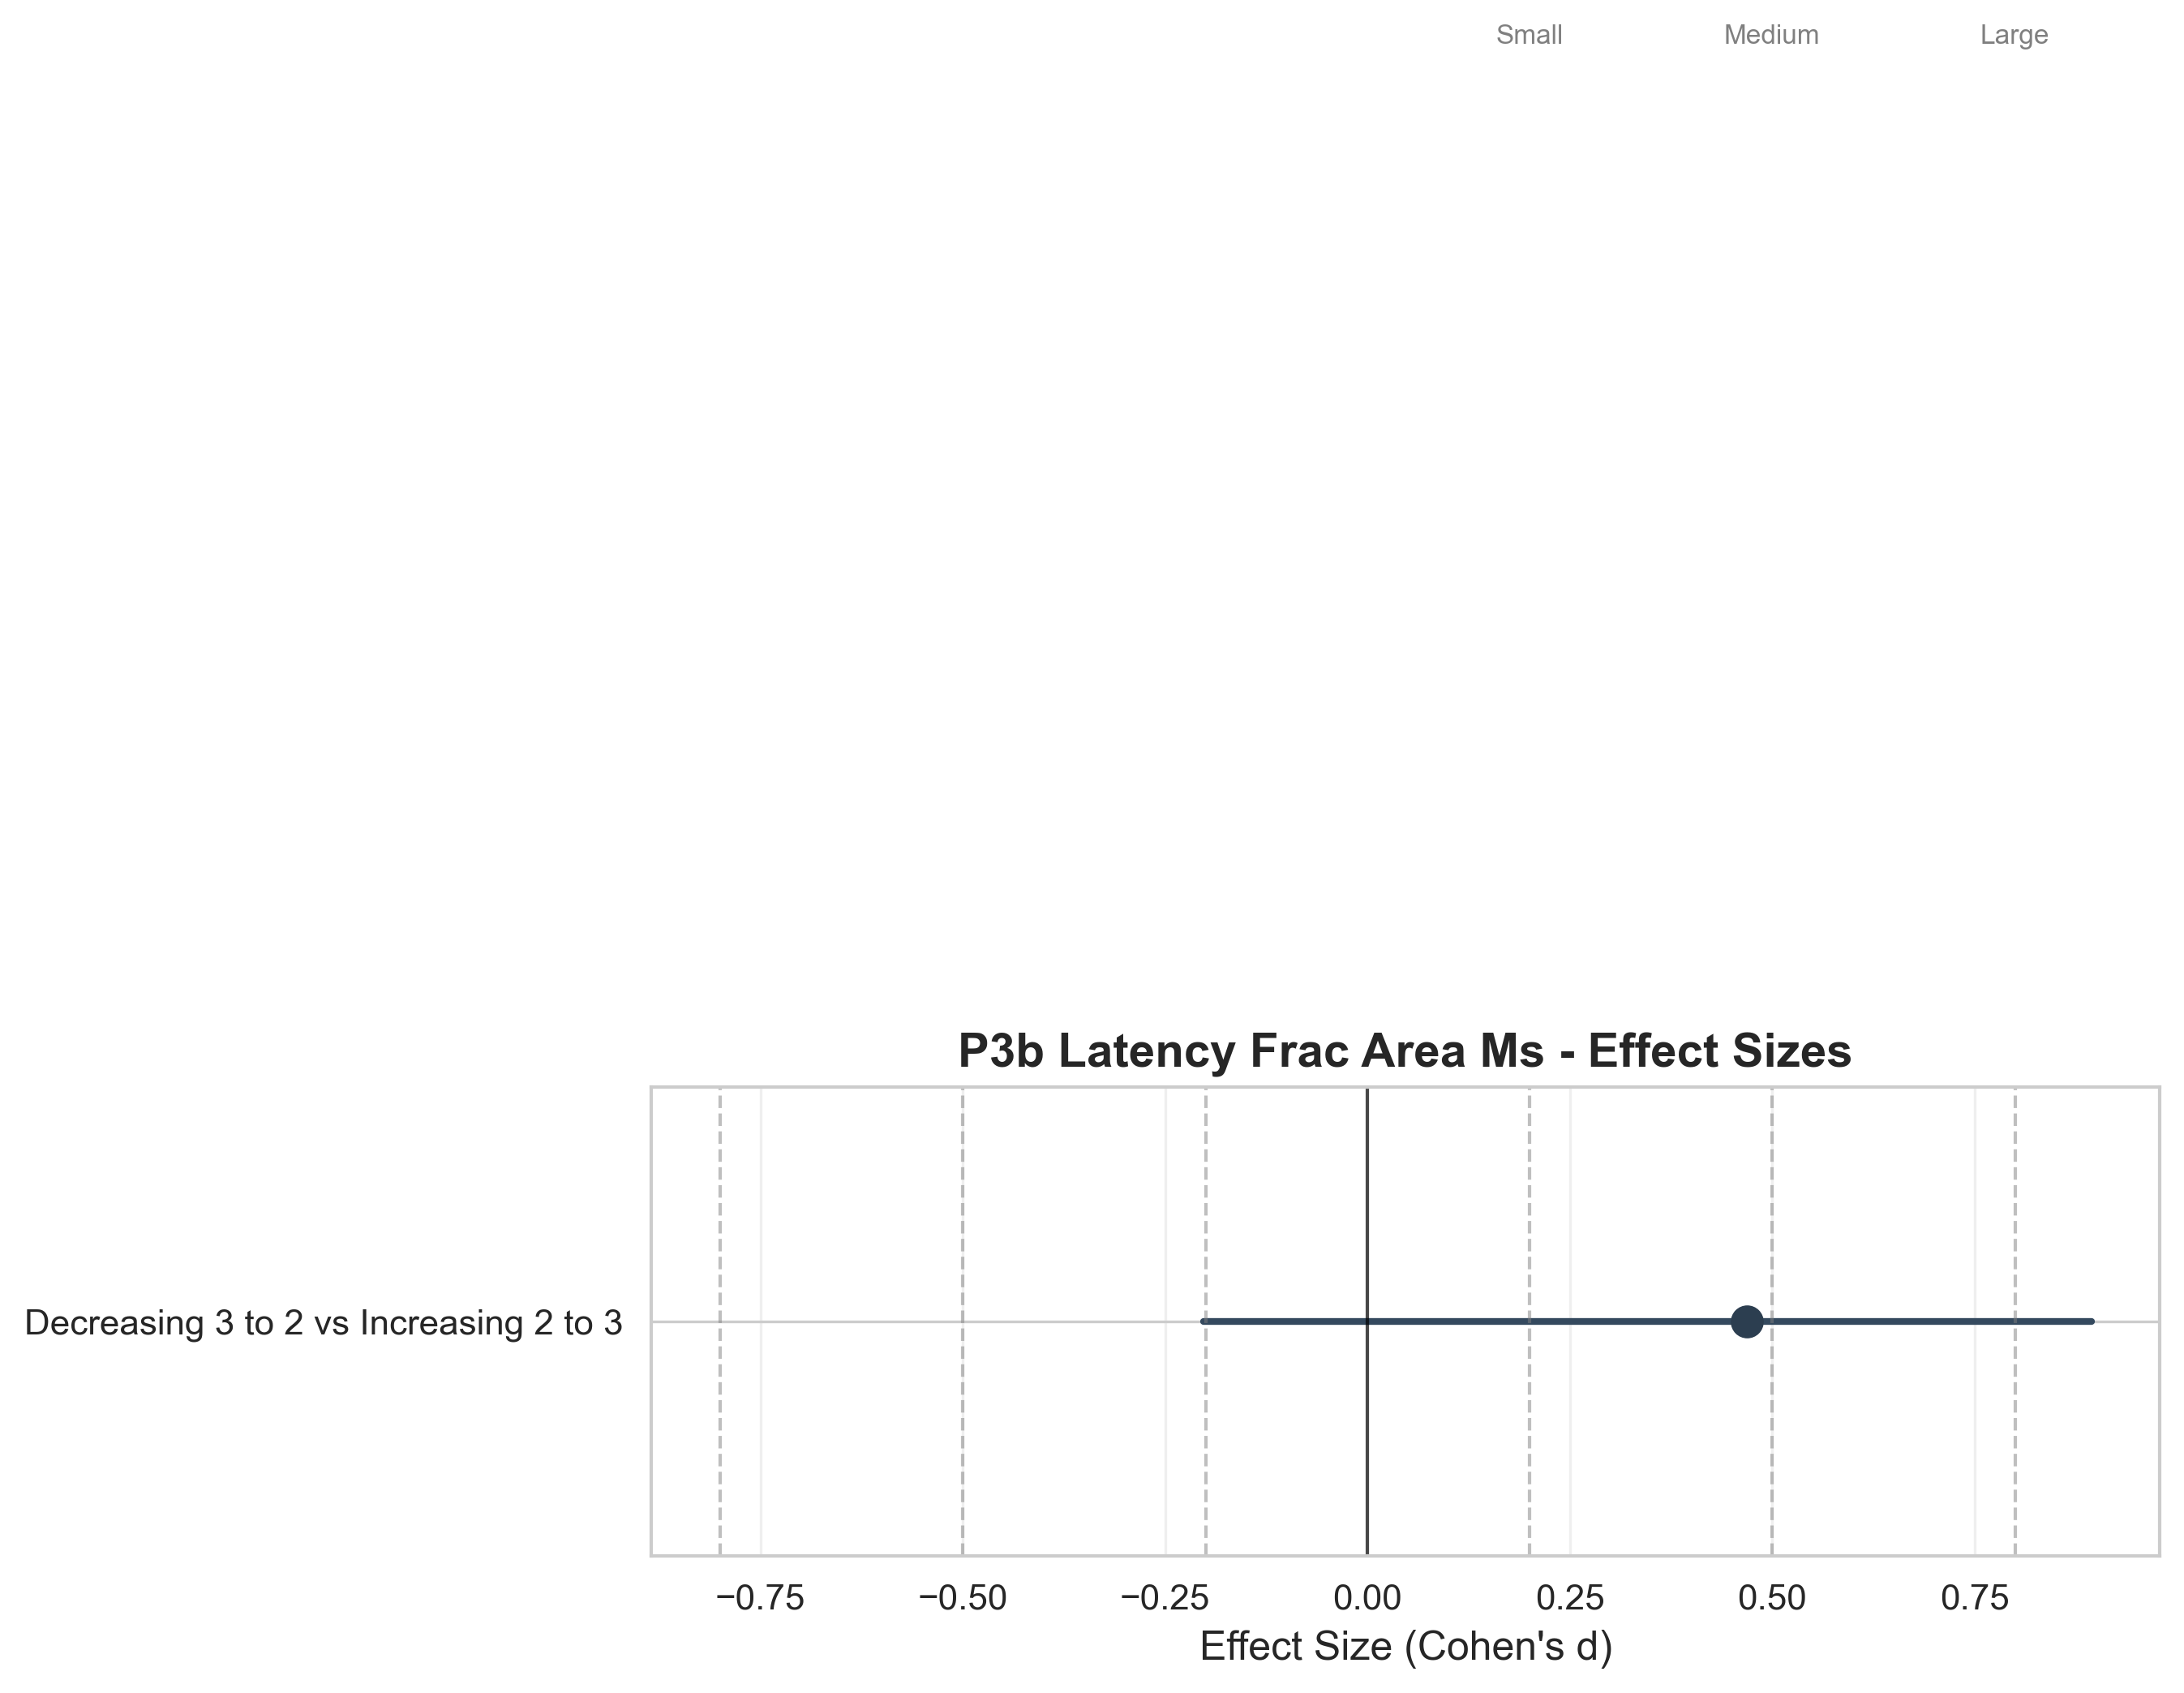 Small Medium Large
P3b Latency Frac Area Ms - Effect Sizes
Decreasing 3 to 2 vs Increasing 2 to 3
−0.75 −0.50 −0.25 0.00 0.25 0.50 0.75
Effect Size (Cohen's d)